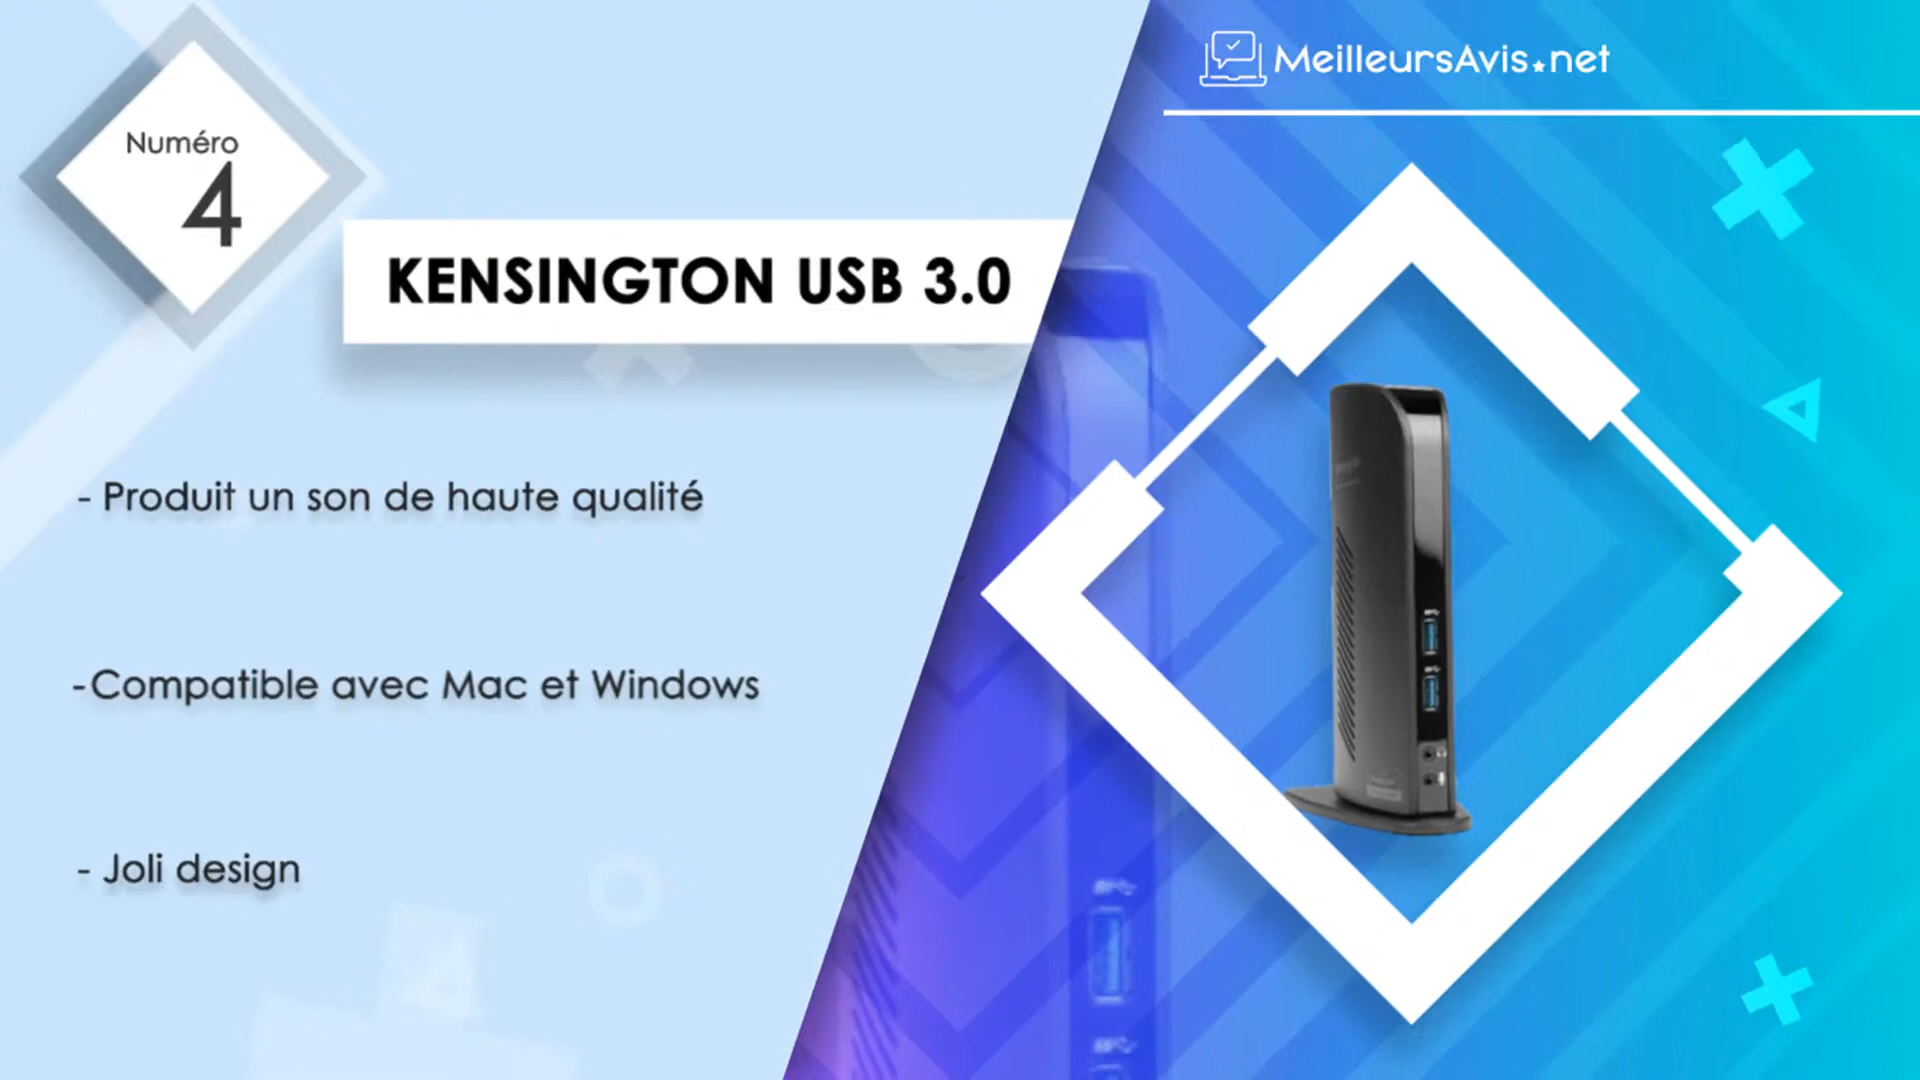 MeilleursAvis.net
Numéro
4
KENSINGTON USB 3.0
- Produit un son de haute qualité
- Compatible avec Mac et Windows
- Joli design